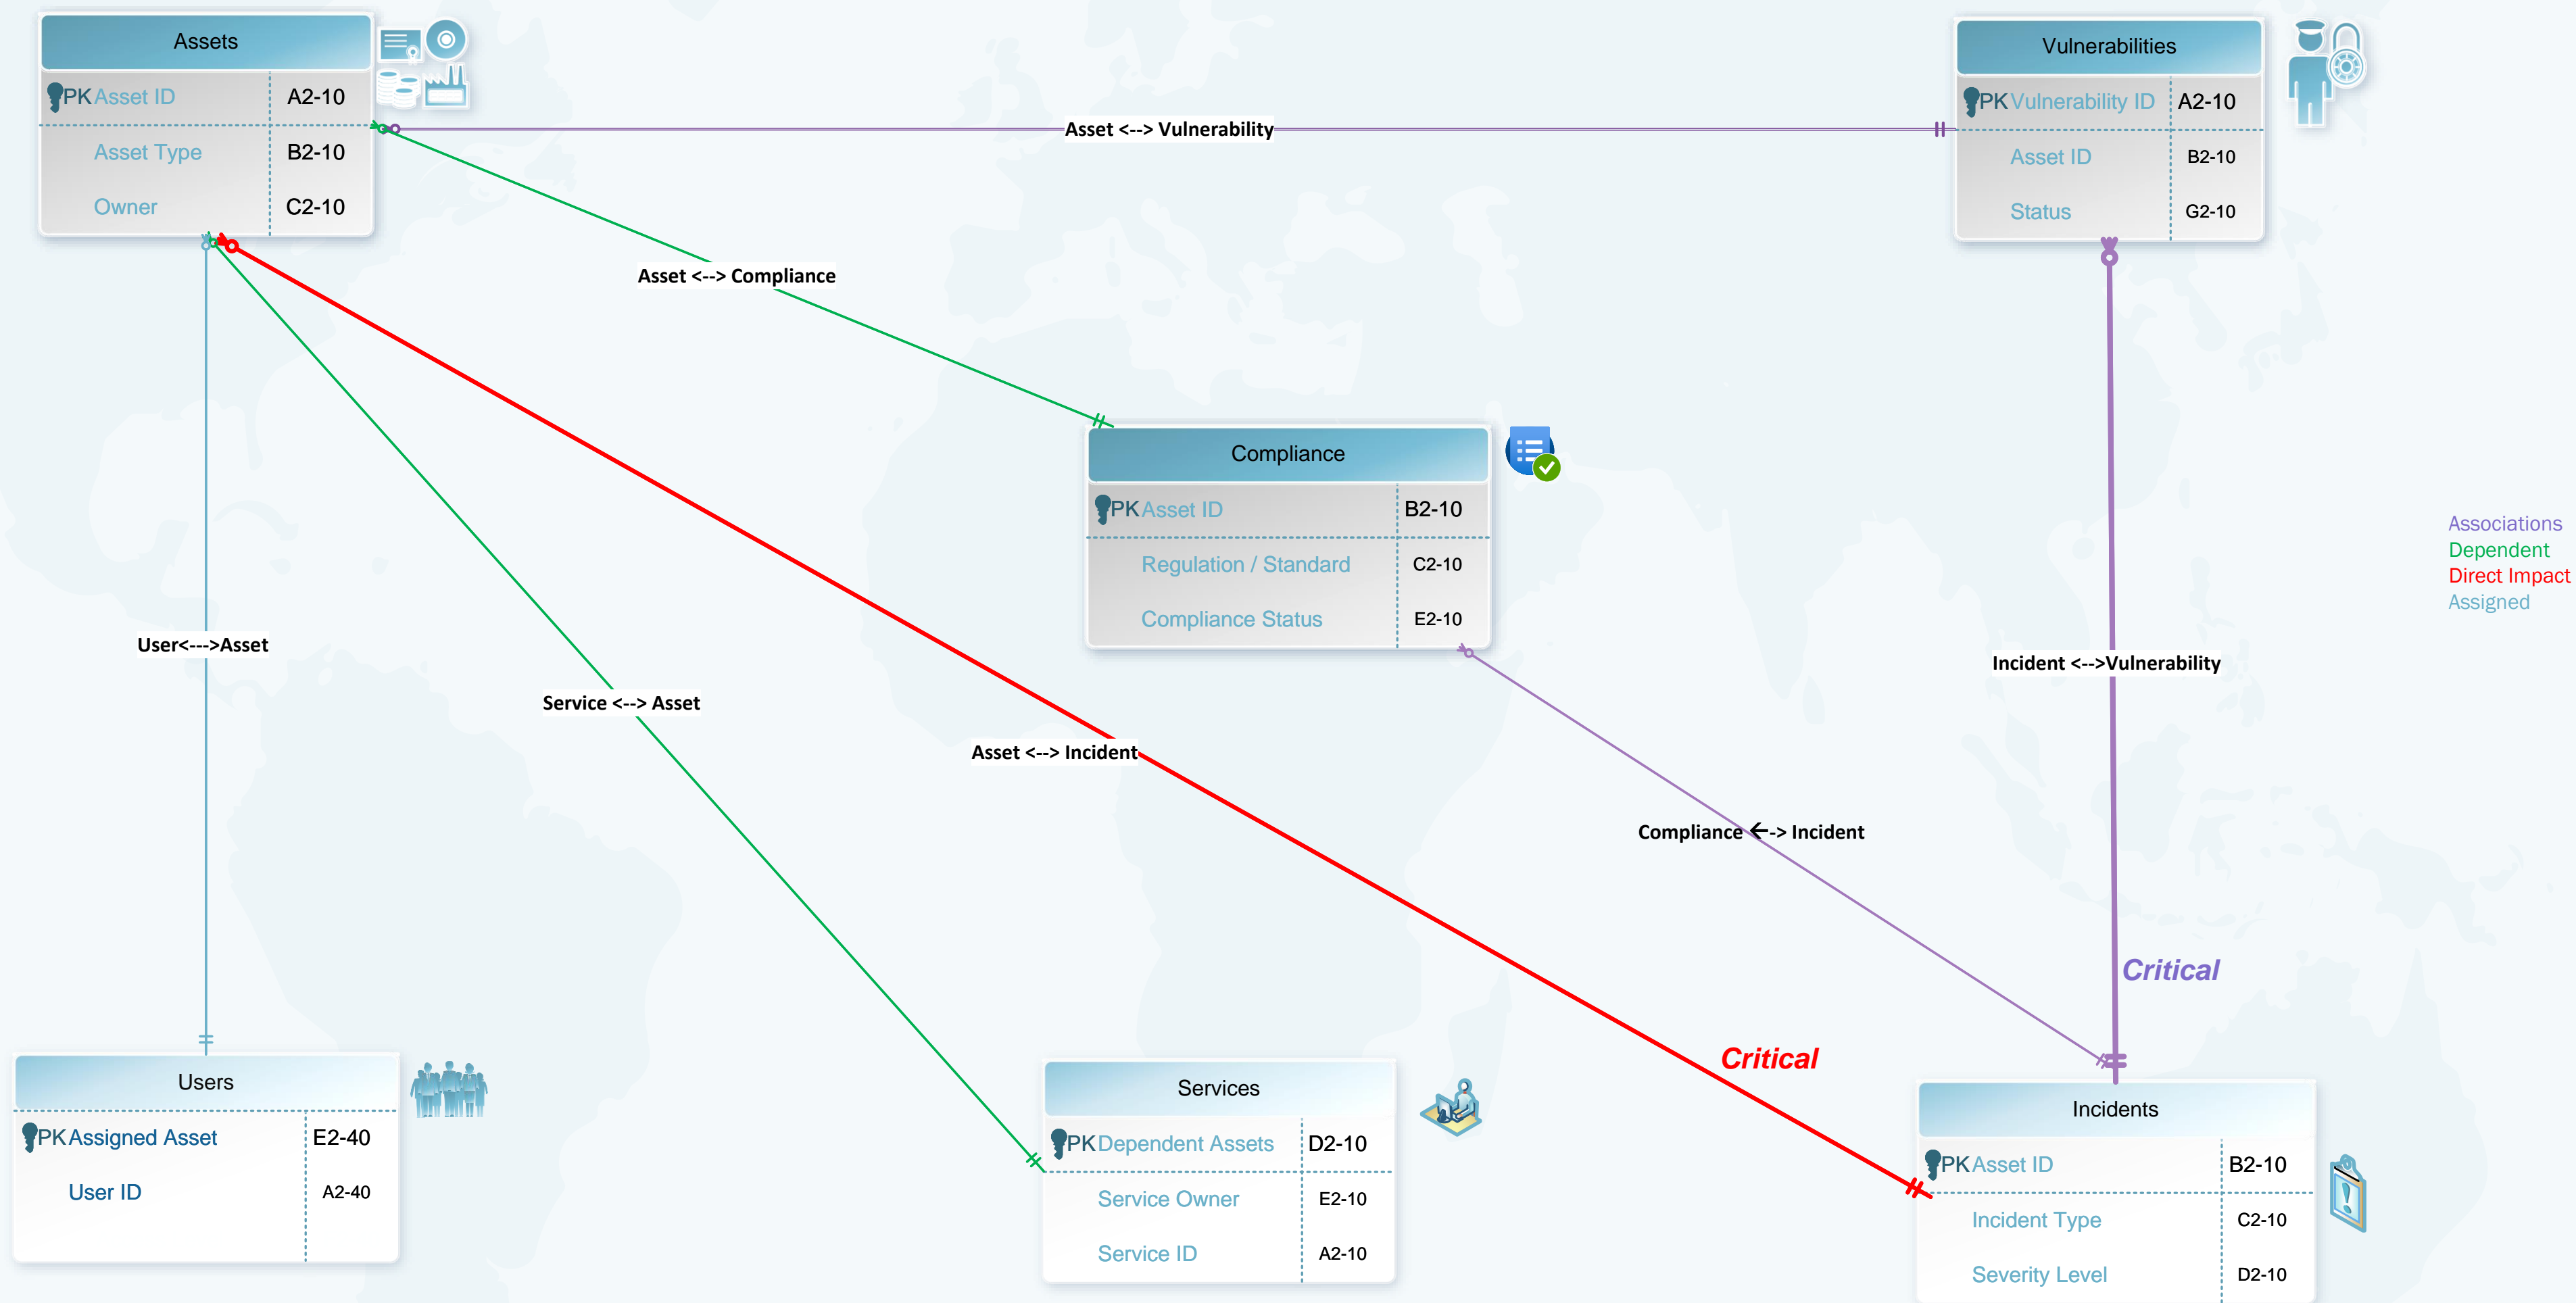 Assets
PK Asset ID A2-10
Asset Type B2-10
Owner C2-10
Vulnerabilities
PK Vulnerability ID A2-10
Asset ID B2-10
Status G2-10
Asset <--> Vulnerability
Asset <--> Compliance
Compliance
PK Asset ID B2-10
Regulation / Standard C2-10
Compliance Status E2-10
Associations
Dependent
Direct Impact
Assigned
User<--->Asset
Service <--> Asset
Asset <--> Incident
Incident <-->Vulnerability
Compliance ←-> Incident
Critical
Critical
Users
PK Assigned Asset E2-40
User ID A2-40
Services
PK Dependent Assets D2-10
Service Owner E2-10
Service ID A2-10
Incidents
PK Asset ID B2-10
Incident Type C2-10
Severity Level D2-10